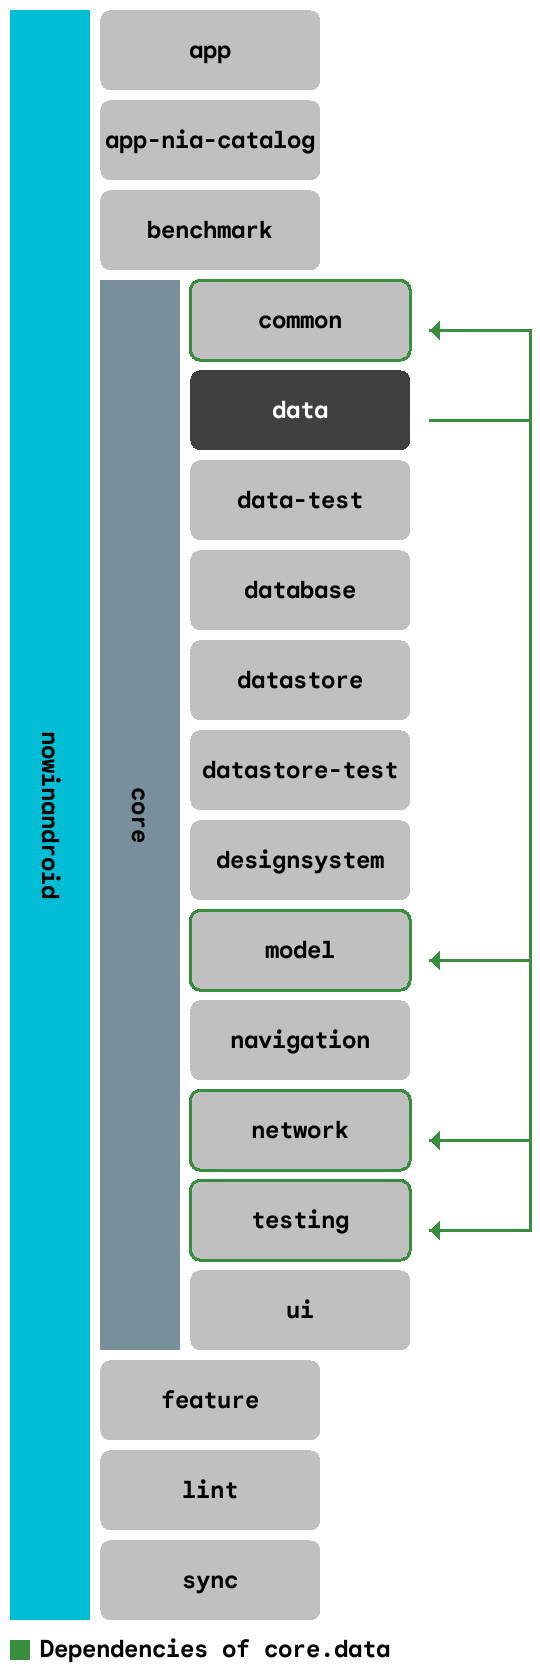 nowinandroid
app
app-nia-catalog
benchmark
core
common
data
data-test
database
datastore
datastore-test
designsystem
model
navigation
network
testing
ui
feature
lint
sync
Dependencies of core.data